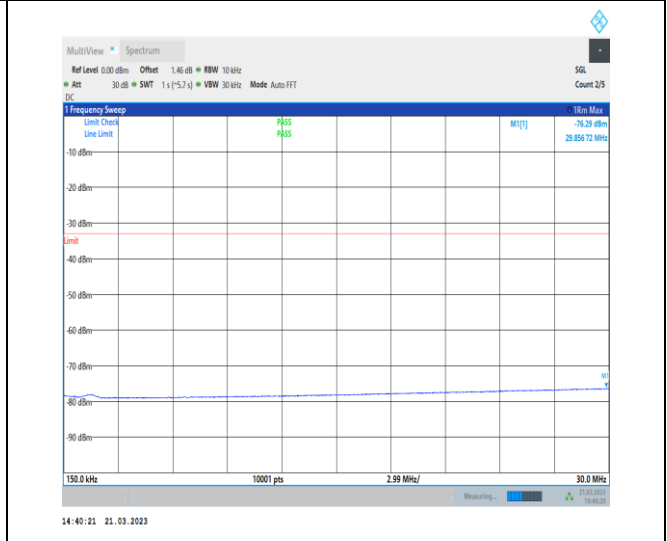 MultiView Spectrum
Ref Level 0.00 dBm Offset 1.46 dB RBW 10 kHz SGL
Att 30 dB SWT 1 s (~5.7 s) VBW 30 kHz Mode Auto FFT Count 2/5
DC
1 Frequency Sweep 1Rm Max
Limit Check PASS M1[1] -76.29 dBm
Line Limit PASS 29.856 72 MHz
-10 dBm
-20 dBm
-30 dBm
Limit
-40 dBm
-50 dBm
-60 dBm
-70 dBm
M1
-80 dBm
-90 dBm
150.0 kHz 10001 pts 2.99 MHz/ 30.0 MHz
Measuring... 21.03.2023
14:40:20
14:40:21 21.03.2023